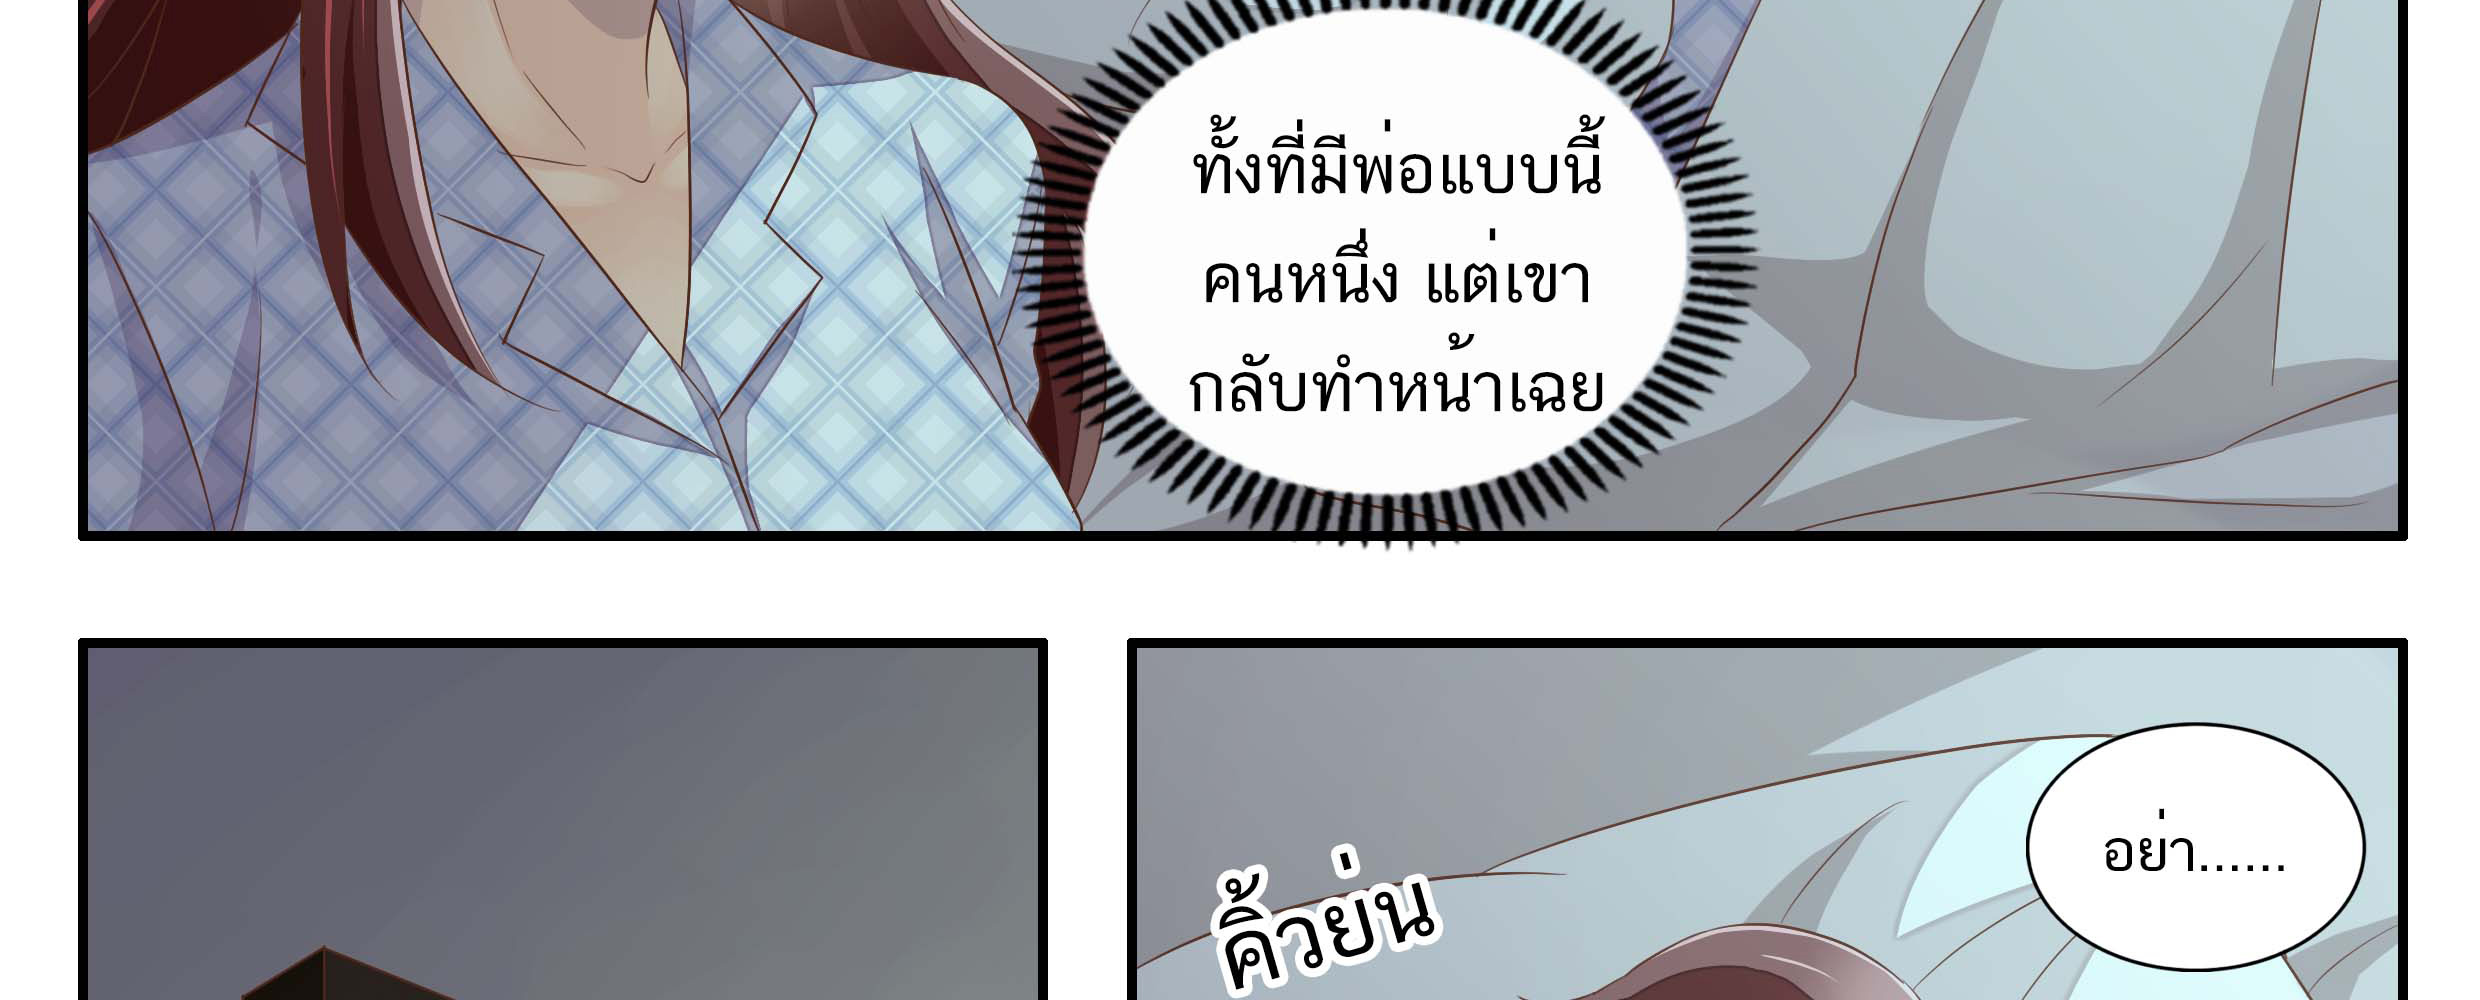 ทั้งที่มีพ่อแบบนี้
คนหนึ่ง แต่เขา
กลับทำหน้าเฉย
อย่า......
คิ้วย่น